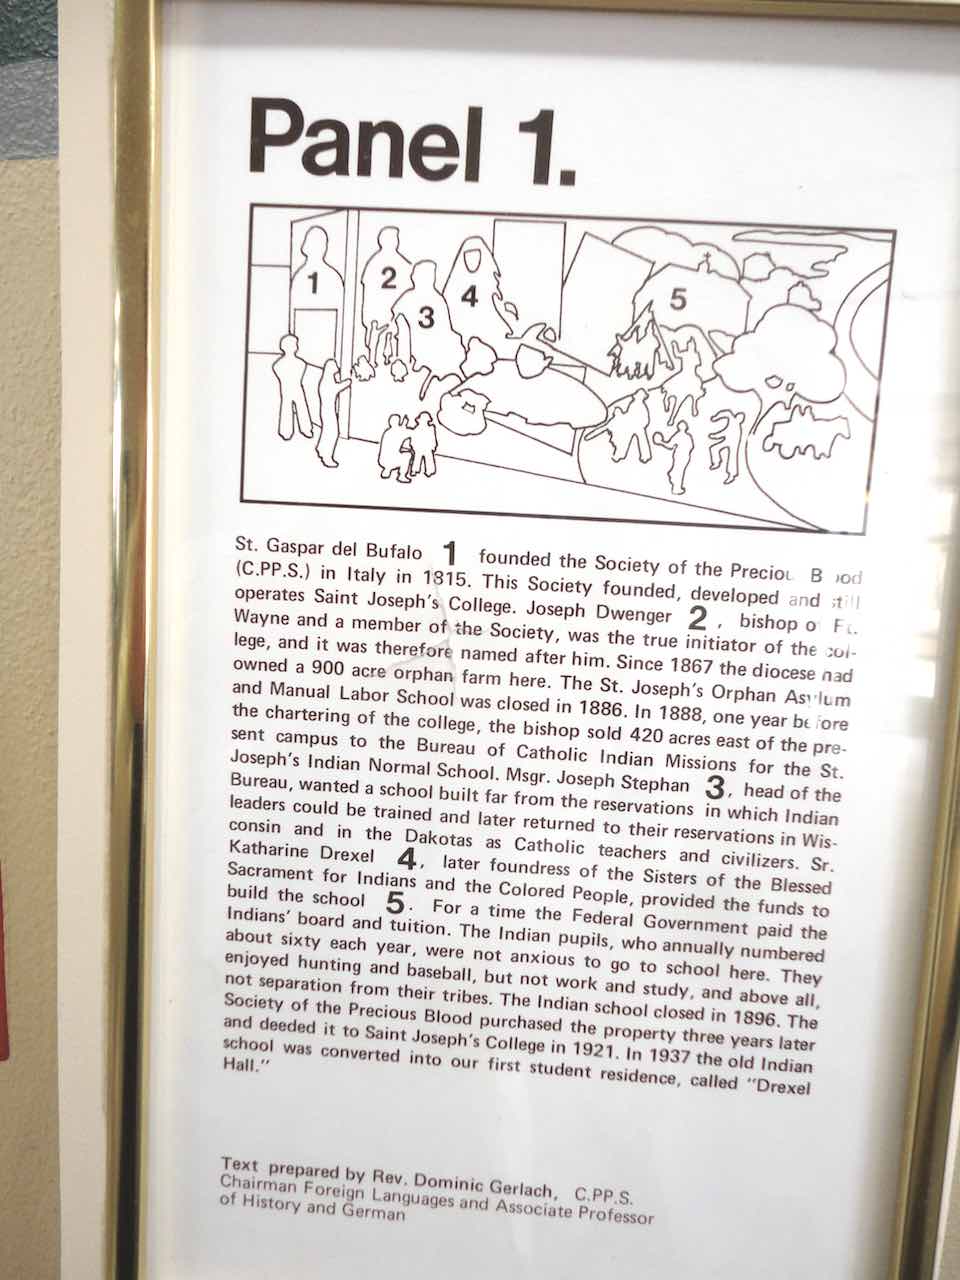 Panel 1.
1
2
3
4
5
St. Gaspar del Bufalo 1 founded the Society of the Precious Blood
(C.PP.S.) in Italy in 1815. This Society founded, developed and still
operates Saint Joseph's College. Joseph Dwenger 2, bishop of Ft.
Wayne and a member of the Society, was the true initiator of the col-
lege, and it was therefore named after him. Since 1867 the diocese had
owned a 900 acre orphan farm here. The St. Joseph's Orphan Asylum
and Manual Labor School was closed in 1886. In 1888, one year before
the chartering of the college, the bishop sold 420 acres east of the pre-
sent campus to the Bureau of Catholic Indian Missions for the St.
Joseph's Indian Normal School. Msgr. Joseph Stephan 3, head of the
Bureau, wanted a school built far from the reservations in which Indian
leaders could be trained and later returned to their reservations in Wis-
consin and in the Dakotas as Catholic teachers and civilizers. Sr.
Katharine Drexel 4, later foundress of the Sisters of the Blessed
Sacrament for Indians and the Colored People, provided the funds to
build the school 5. For a time the Federal Government paid the
Indians' board and tuition. The Indian pupils, who annually numbered
about sixty each year, were not anxious to go to school here. They
enjoyed hunting and baseball, but not work and study, and above all,
not separation from their tribes. The Indian school closed in 1896. The
Society of the Precious Blood purchased the property three years later
and deeded it to Saint Joseph's College in 1921. In 1937 the old Indian
school was converted into our first student residence, called "Drexel
Hall."
Text prepared by Rev. Dominic Gerlach, C.PP.S.
Chairman Foreign Languages and Associate Professor
of History and German